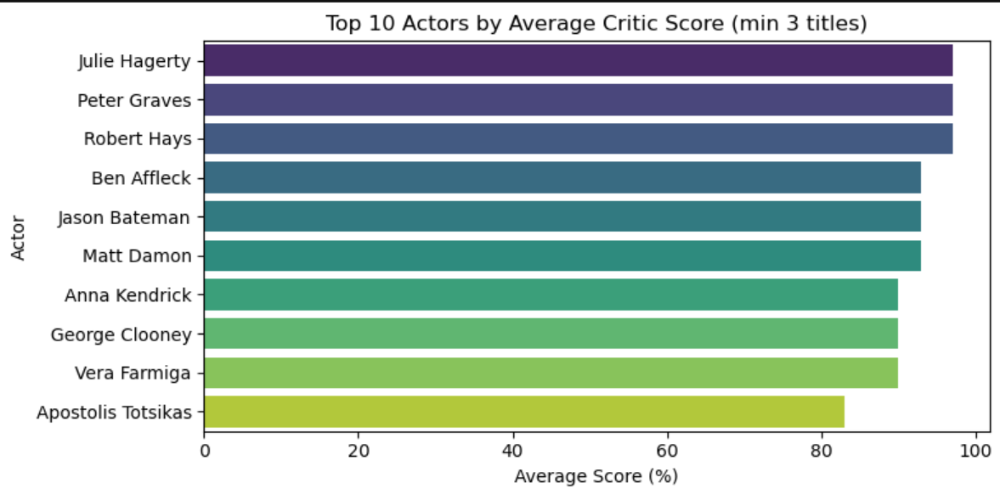 Top 10 Actors by Average Critic Score (min 3 titles)
Actor
Julie Hagerty
Peter Graves
Robert Hays
Ben Affleck
Jason Bateman
Matt Damon
Anna Kendrick
George Clooney
Vera Farmiga
Apostolis Totsikas
0 20 40 60 80 100
Average Score (%)